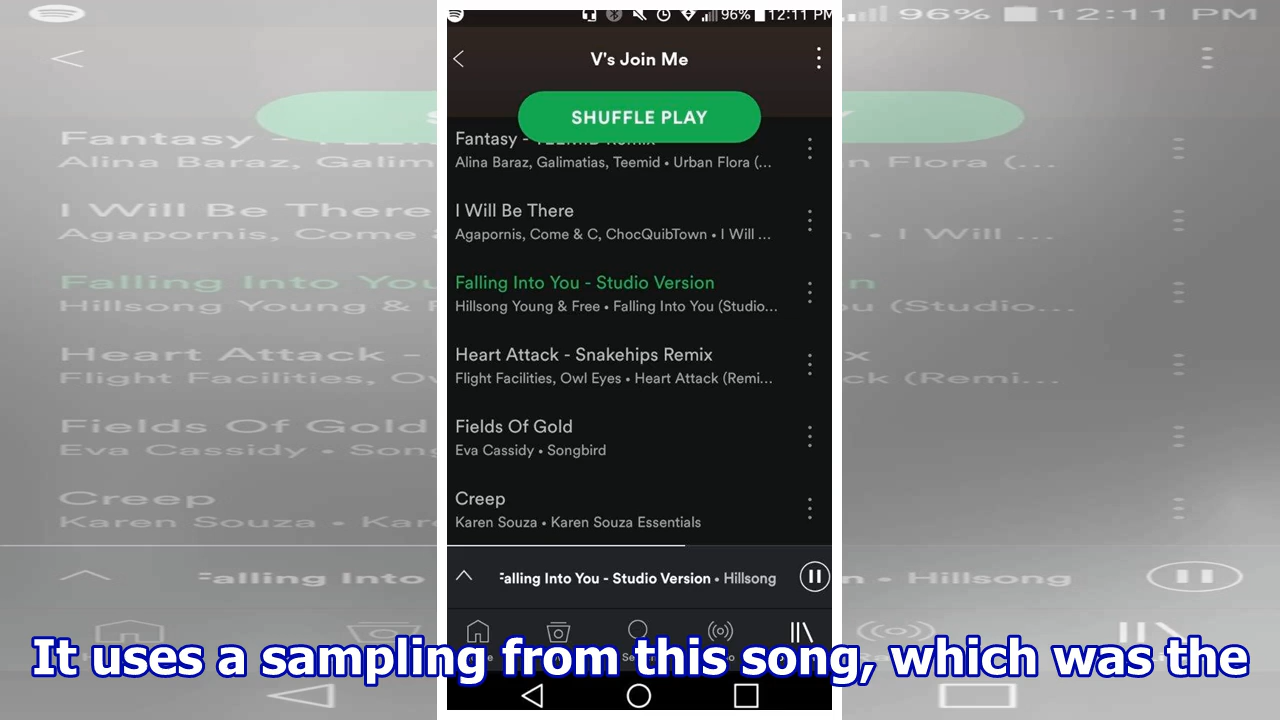 96% 12:11 PM
V's Join Me
SHUFFLE PLAY
Fantasy -
Alina Baraz, Galimatias, Teemid • Urban Flora (...
I Will Be There
Agapornis, Come & C, ChocQuibTown • I Will ...
Falling Into You - Studio Version
Hillsong Young & Free • Falling Into You (Studio...
Heart Attack - Snakehips Remix
Flight Facilities, Owl Eyes • Heart Attack (Remi...
Fields Of Gold
Eva Cassidy • Songbird
Creep
Karen Souza • Karen Souza Essentials
Falling Into You - Studio Version • Hillsong
It uses a sampling from this song, which was the